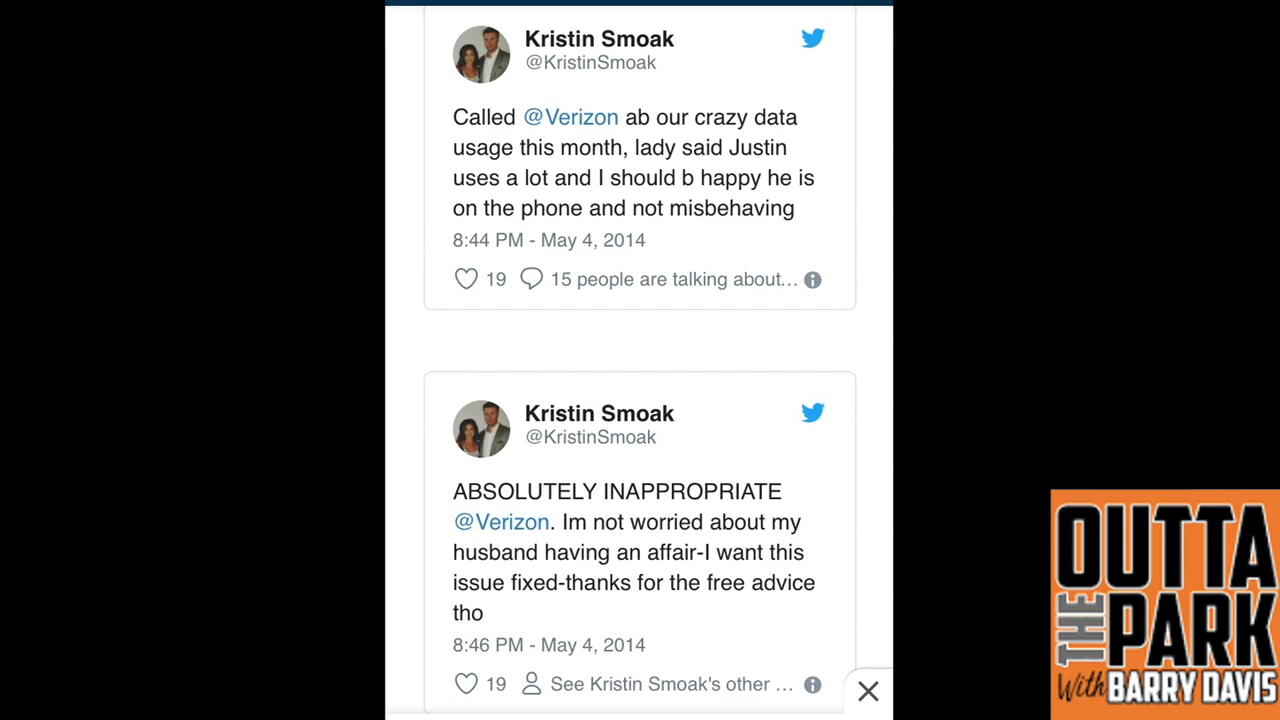 Kristin Smoak
@KristinSmoak
Called @Verizon ab our crazy data
usage this month, lady said Justin
uses a lot and I should b happy he is
on the phone and not misbehaving
8:44 PM - May 4, 2014
19 15 people are talking about...
Kristin Smoak
@KristinSmoak
ABSOLUTELY INAPPROPRIATE
@Verizon. Im not worried about my
husband having an affair-I want this
issue fixed-thanks for the free advice
tho
8:46 PM - May 4, 2014
19 See Kristin Smoak's other ...
OUTTA
THE PARK
With BARRY DAVIS